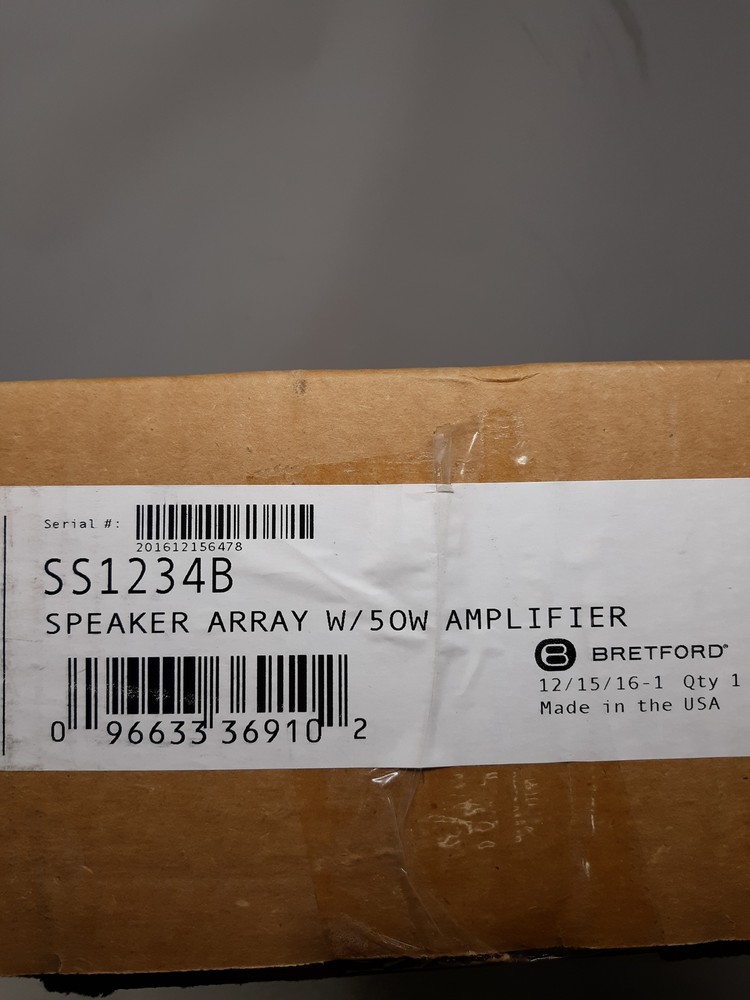 Serial #:
201612156478
SS1234B
SPEAKER ARRAY W/50W AMPLIFIER
BRETFORD®
12/15/16-1 Qty 1
Made in the USA
0 96633 36910 2